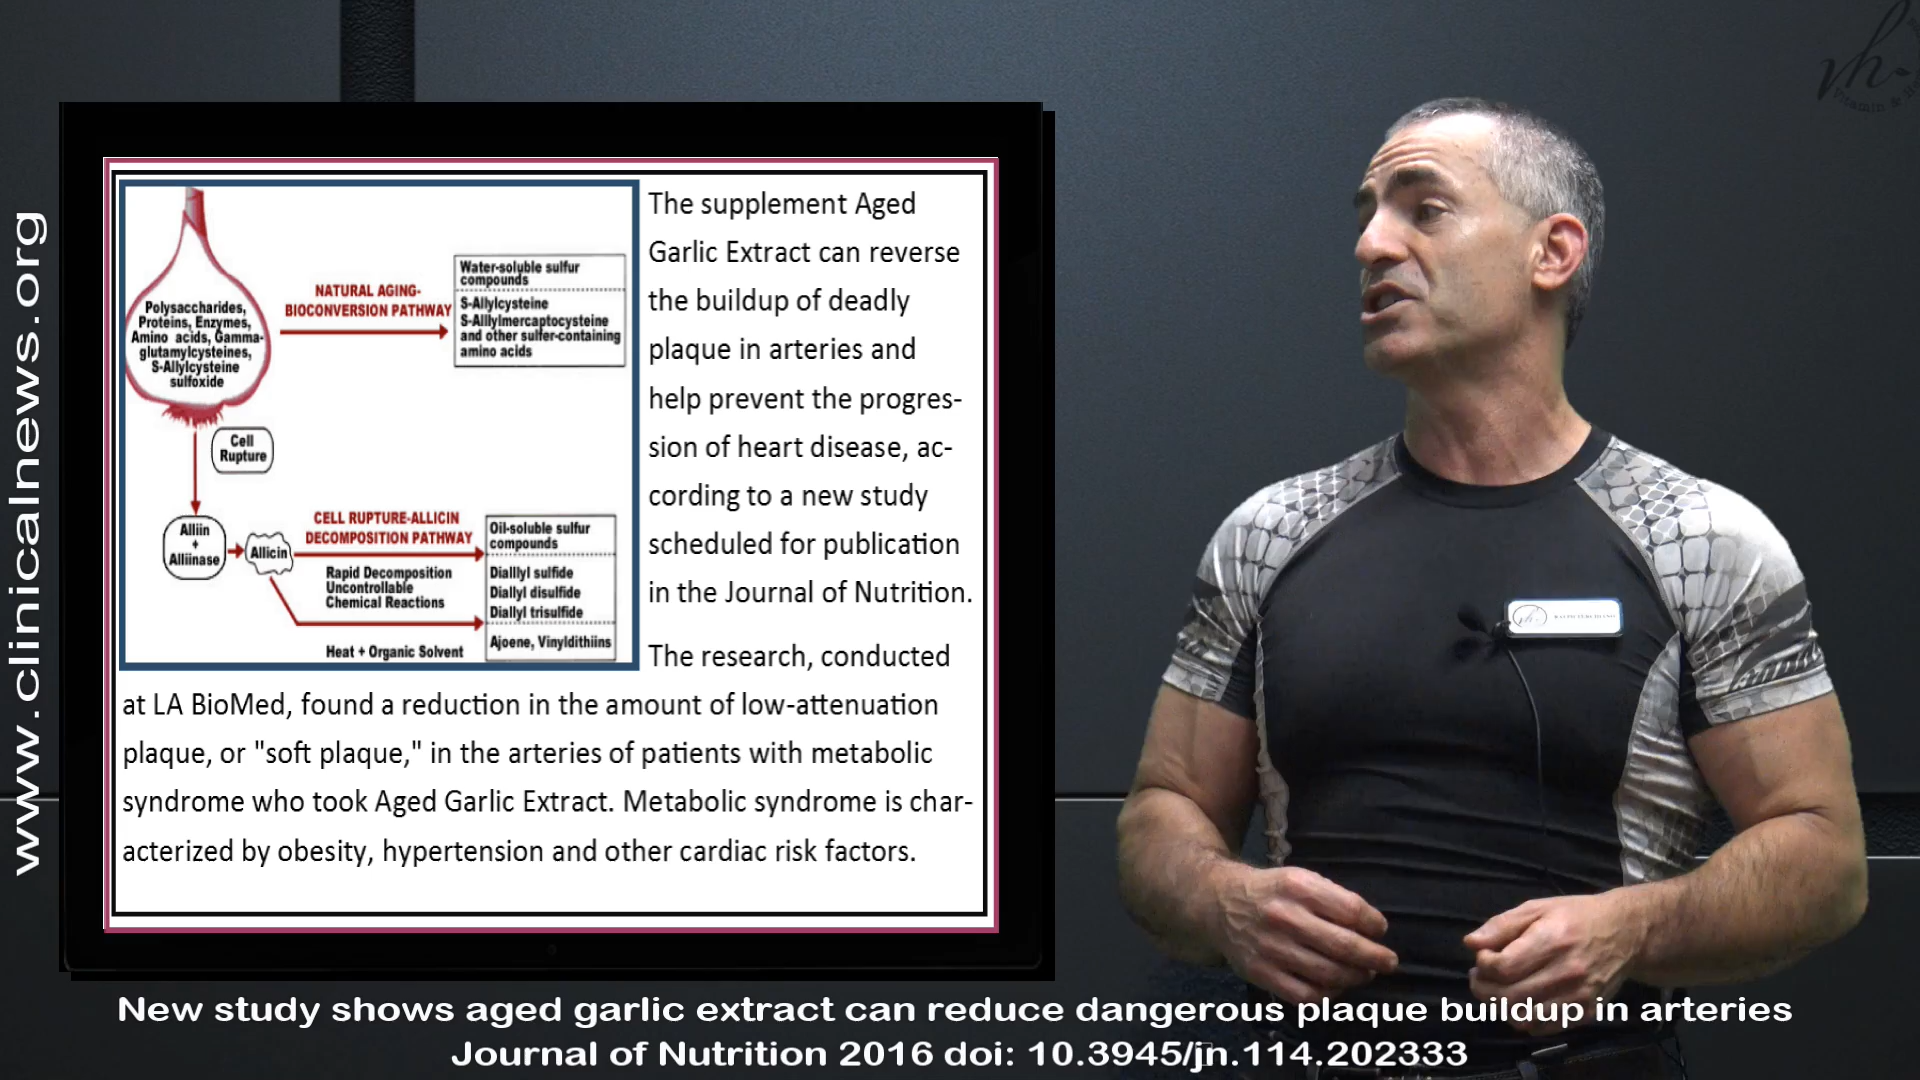 www.clinicalnews.org
Polysaccharides,
Proteins, Enzymes,
Amino acids, Gamma-
glutamylcysteines,
S-Allylcysteine
sulfoxide
NATURAL AGING-
BIOCONVERSION PATHWAY
Water-soluble sulfur
compounds
S-Allylcysteine
S-Alllylmercaptocysteine
and other sulfer-containing
amino acids
Cell
Rupture
Alliin
+
Alliinase
Allicin
CELL RUPTURE-ALLICIN
DECOMPOSITION PATHWAY
Rapid Decomposition
Uncontrollable
Chemical Reactions
Heat + Organic Solvent
Oil-soluble sulfur
compounds
Dialllyl sulfide
Diallyl disulfide
Diallyl trisulfide
Ajoene, Vinyldithiins
The supplement Aged
Garlic Extract can reverse
the buildup of deadly
plaque in arteries and
help prevent the progres-
sion of heart disease, ac-
cording to a new study
scheduled for publication
in the Journal of Nutrition.
The research, conducted
at LA BioMed, found a reduction in the amount of low-attenuation
plaque, or "soft plaque," in the arteries of patients with metabolic
syndrome who took Aged Garlic Extract. Metabolic syndrome is char-
acterized by obesity, hypertension and other cardiac risk factors.
vh
Vitamin &
New study shows aged garlic extract can reduce dangerous plaque buildup in arteries
Journal of Nutrition 2016 doi: 10.3945/jn.114.202333